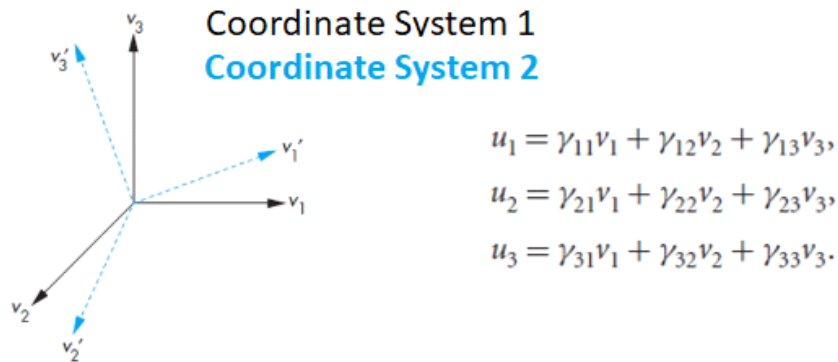 Coordinate System 1
Coordinate System 2
v₃
v₃′
v₁′
v₁
v₂
v₂′
u₁ = γ₁₁v₁ + γ₁₂v₂ + γ₁₃v₃,
u₂ = γ₂₁v₁ + γ₂₂v₂ + γ₂₃v₃,
u₃ = γ₃₁v₁ + γ₃₂v₂ + γ₃₃v₃.